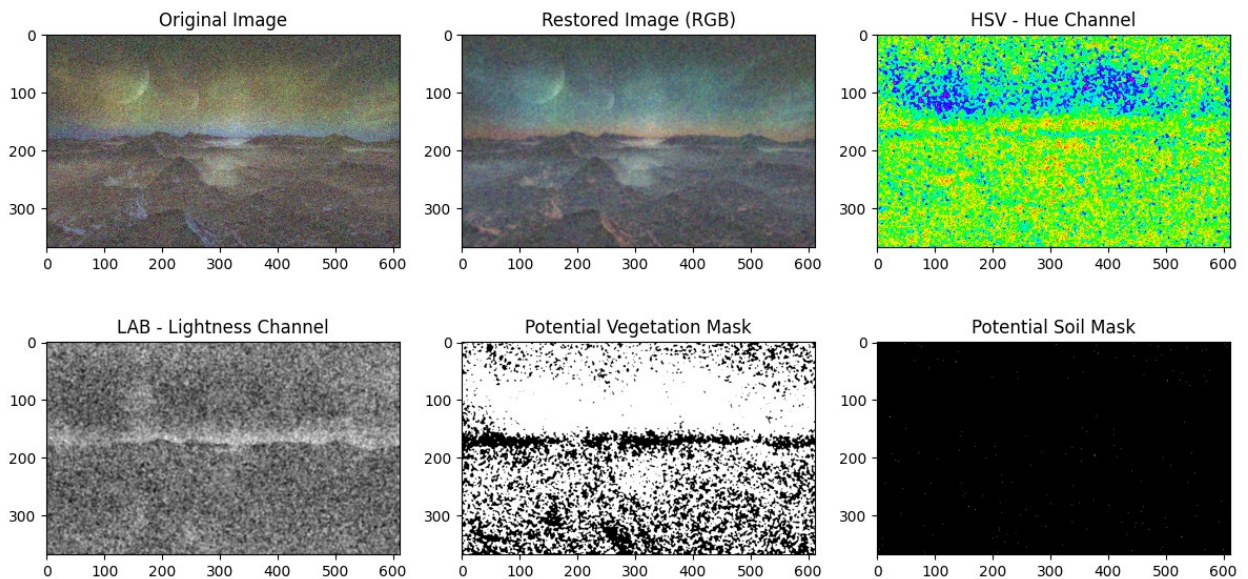 Original Image
Restored Image (RGB)
HSV - Hue Channel
0
100
200
300
0 100 200 300 400 500 600
0
100
200
300
0 100 200 300 400 500 600
0
100
200
300
0 100 200 300 400 500 600
LAB - Lightness Channel
Potential Vegetation Mask
Potential Soil Mask
0
100
200
300
0 100 200 300 400 500 600
0
100
200
300
0 100 200 300 400 500 600
0
100
200
300
0 100 200 300 400 500 600